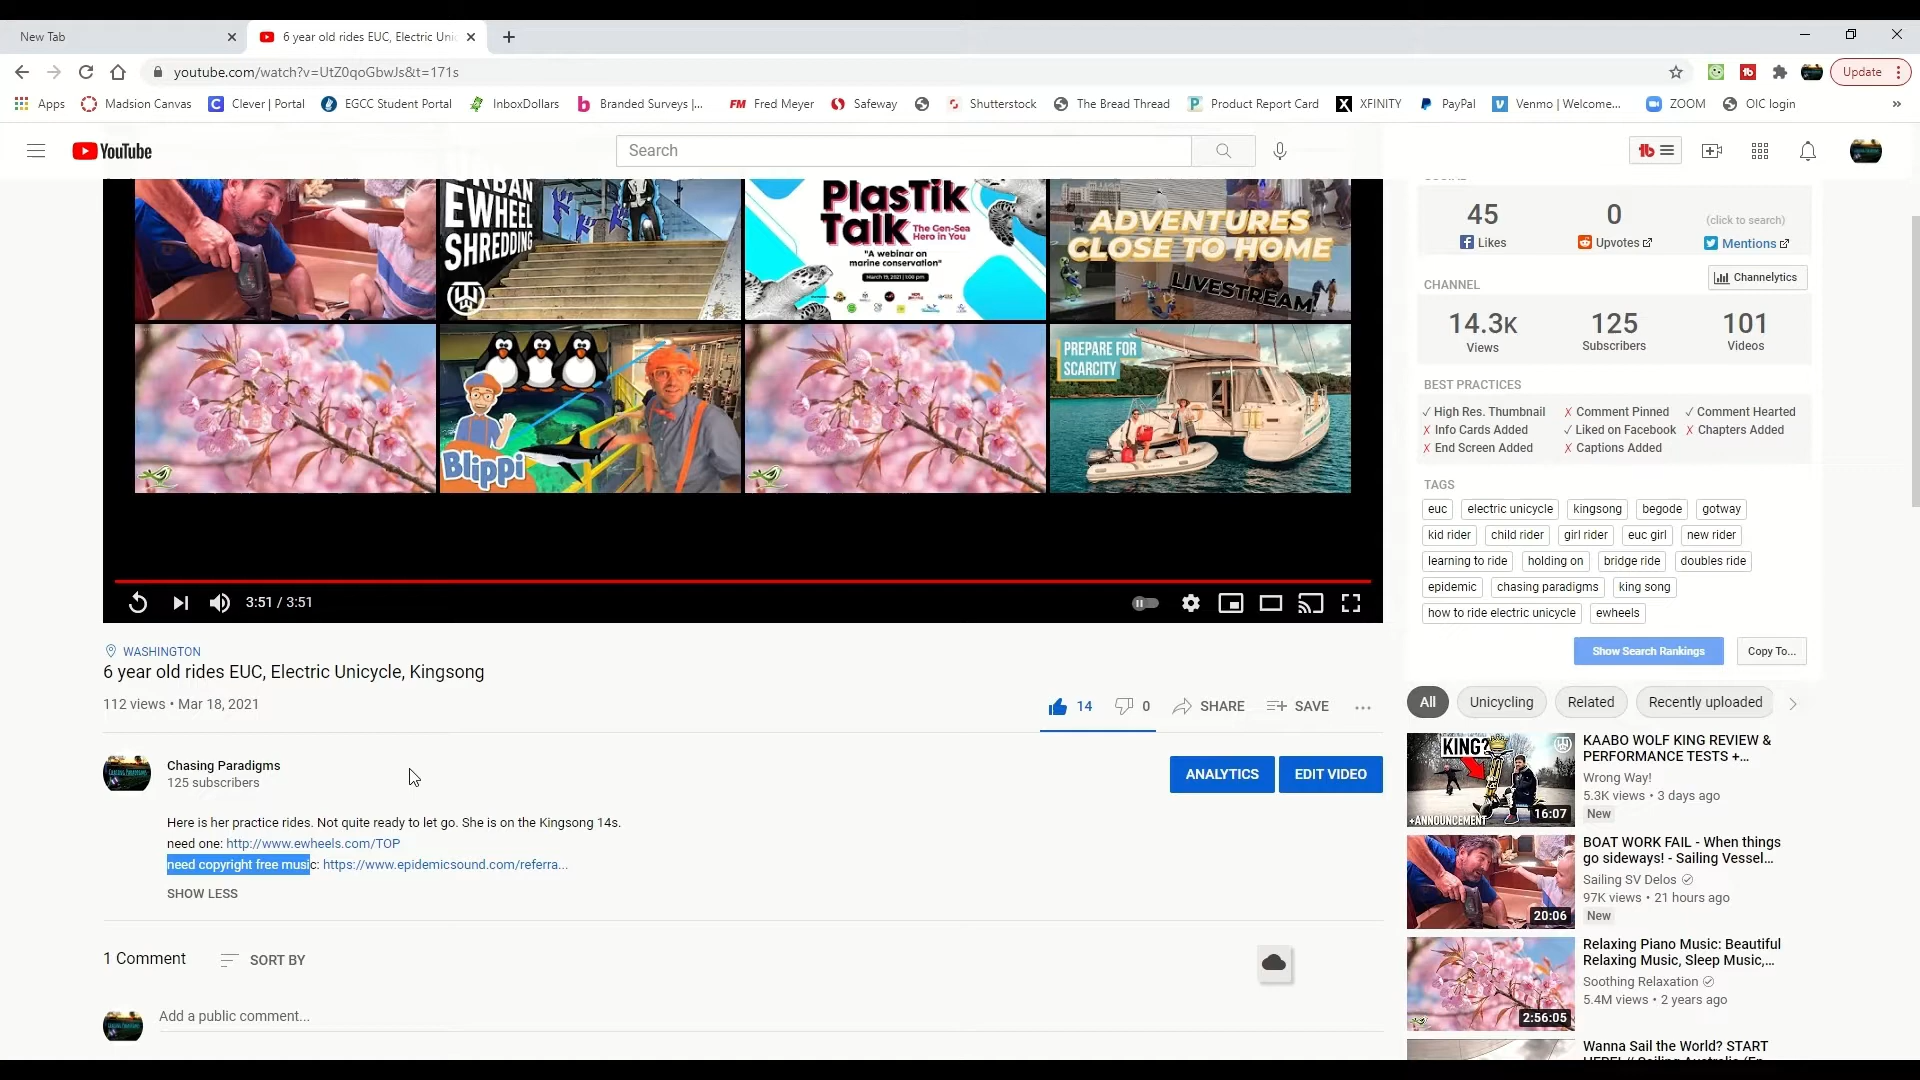 New Tab
6 year old rides EUC, Electric Unic
youtube.com/watch?v=UtZ0qoGbwJs&t=171s
Update
Apps
Madsion Canvas
Clever | Portal
EGCC Student Portal
InboxDollars
Branded Surveys |...
FM Fred Meyer
Safeway
Shutterstock
The Bread Thread
Product Report Card
XFINITY
PayPal
Venmo | Welcome...
ZOOM
OIC login
YouTube
Search
URBAN
EWHEEL
SHREDDING
PlasTik
Talk
The Gen-Sea
Hero in You
"A webinar on
marine conservation"
March 19, 2021 | 1:00 pm
ADVENTURES
CLOSE TO HOME
LIVESTREAM!
Blippi
PREPARE FOR
SCARCITY
3:51 / 3:51
SOCIAL
45
Likes
0
Upvotes
(click to search)
Mentions
CHANNEL
Channelytics
14.3K
Views
125
Subscribers
101
Videos
BEST PRACTICES
✓ High Res. Thumbnail
✗ Comment Pinned
✓ Comment Hearted
✗ Info Cards Added
✓ Liked on Facebook
✗ Chapters Added
✗ End Screen Added
✗ Captions Added
TAGS
euc
electric unicycle
kingsong
begode
gotway
kid rider
child rider
girl rider
euc girl
new rider
learning to ride
holding on
bridge ride
doubles ride
epidemic
chasing paradigms
king song
how to ride electric unicycle
ewheels
Show Search Rankings
Copy To...
WASHINGTON
6 year old rides EUC, Electric Unicycle, Kingsong
112 views • Mar 18, 2021
14
0
SHARE
SAVE
Chasing Paradigms
125 subscribers
ANALYTICS
EDIT VIDEO
Here is her practice rides. Not quite ready to let go. She is on the Kingsong 14s.
need one: http://www.ewheels.com/TOP
need copyright free music: https://www.epidemicsound.com/referra...
SHOW LESS
1 Comment
SORT BY
Add a public comment...
All
Unicycling
Related
Recently uploaded
KING?
+ANNOUNCEMENT
16:07
KAABO WOLF KING REVIEW &
PERFORMANCE TESTS +...
Wrong Way!
5.3K views • 3 days ago
New
20:06
BOAT WORK FAIL - When things
go sideways! - Sailing Vessel...
Sailing SV Delos
97K views • 21 hours ago
New
2:56:05
Relaxing Piano Music: Beautiful
Relaxing Music, Sleep Music,...
Soothing Relaxation
5.4M views • 2 years ago
Wanna Sail the World? START